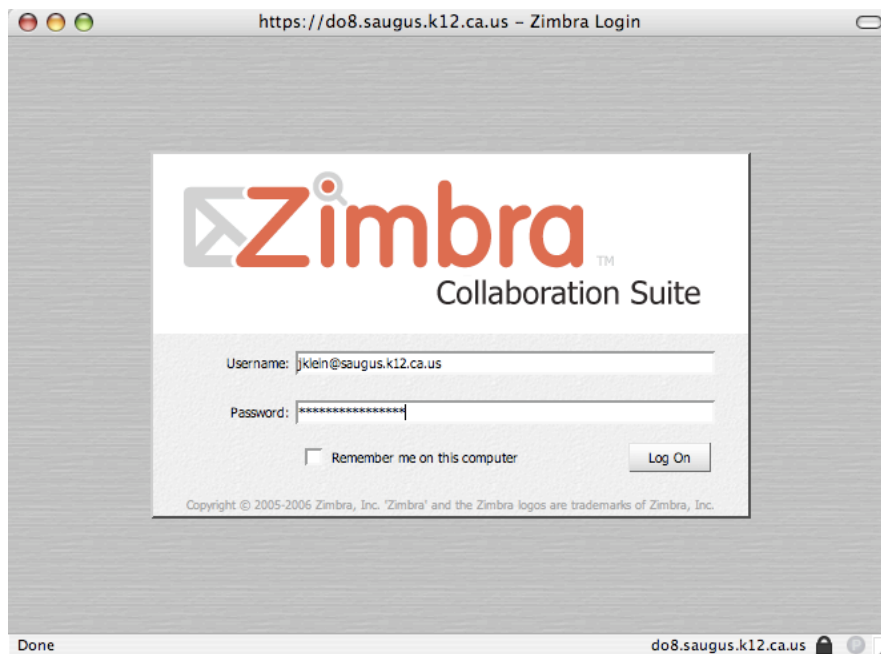 https://do8.saugus.k12.ca.us – Zimbra Login
Zimbra ™
Collaboration Suite
Username: jklein@saugus.k12.ca.us
Password: ****************
Remember me on this computer
Log On
Copyright © 2005-2006 Zimbra, Inc. 'Zimbra' and the Zimbra logos are trademarks of Zimbra, Inc.
Done do8.saugus.k12.ca.us P